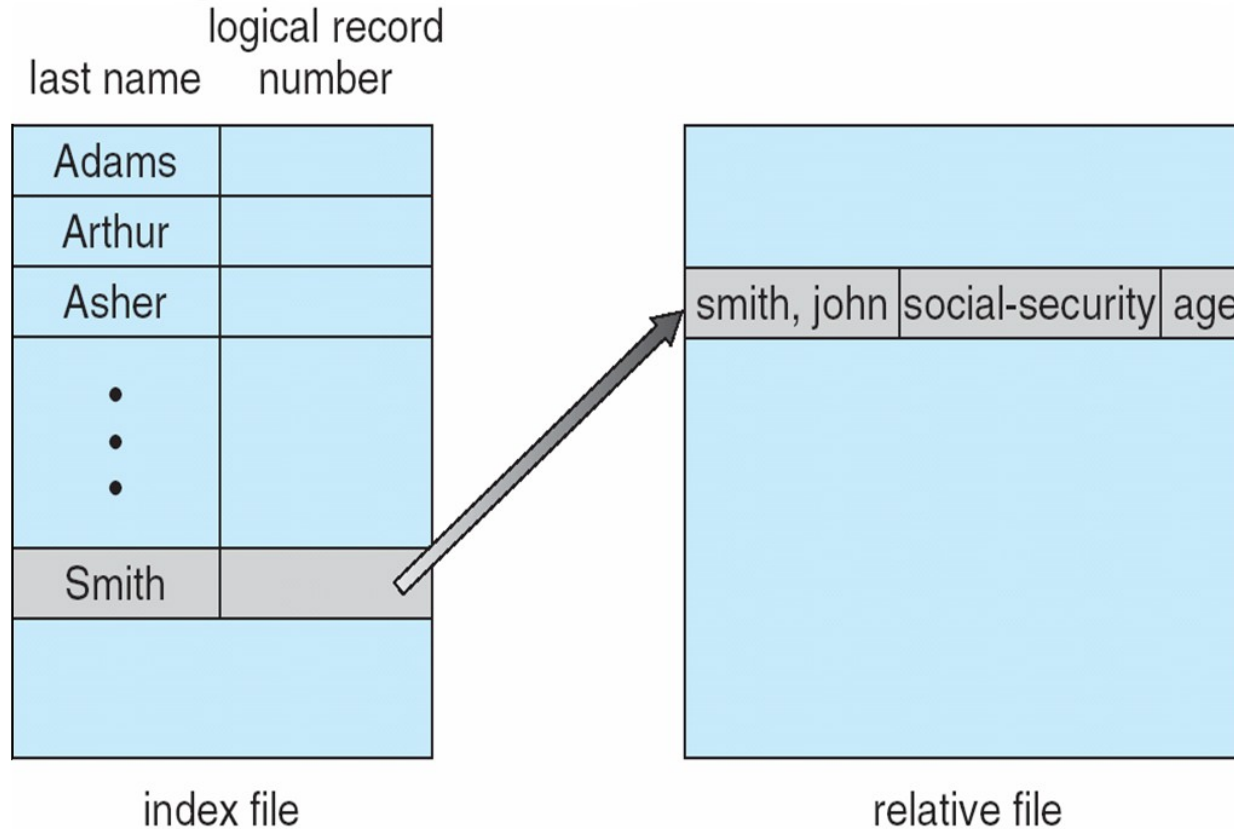 logical record
last name number
Adams
Arthur
Asher
Smith
smith, john social-security age
index file relative file